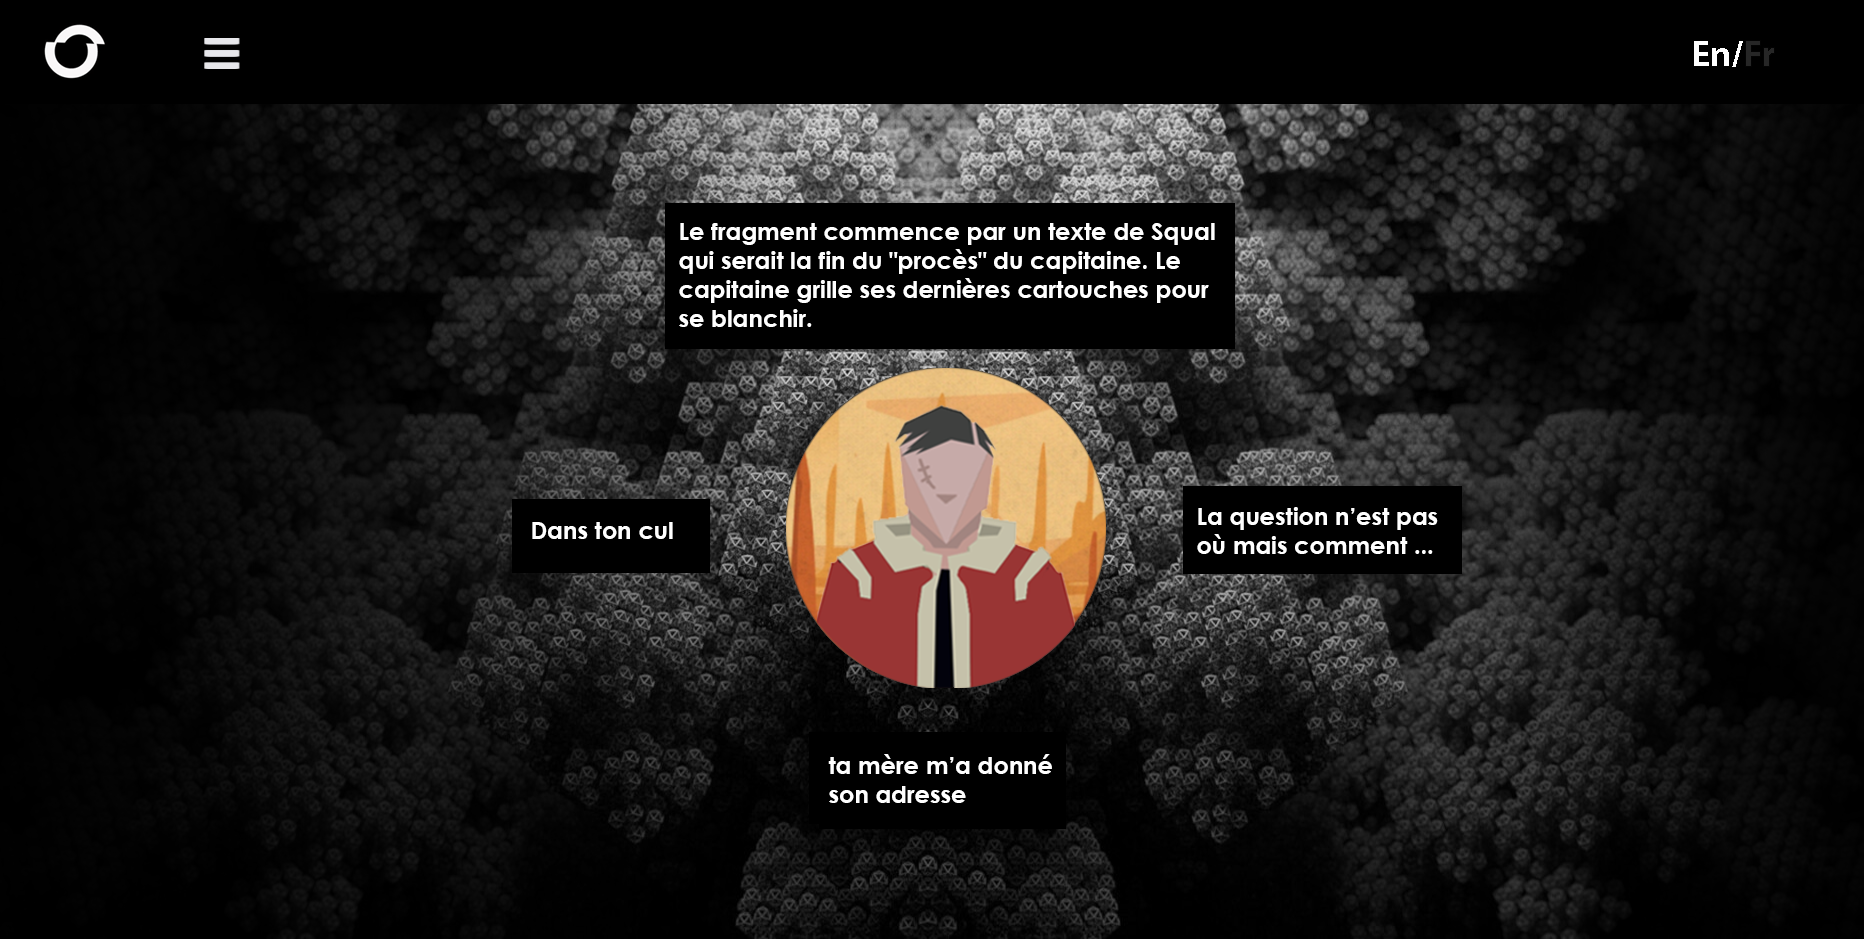 En/Fr
Le fragment commence par un texte de Squal
qui serait la fin du "procès" du capitaine. Le
capitaine grille ses dernières cartouches pour
se blanchir.
Dans ton cul
La question n’est pas
où mais comment ...
ta mère m’a donné
son adresse